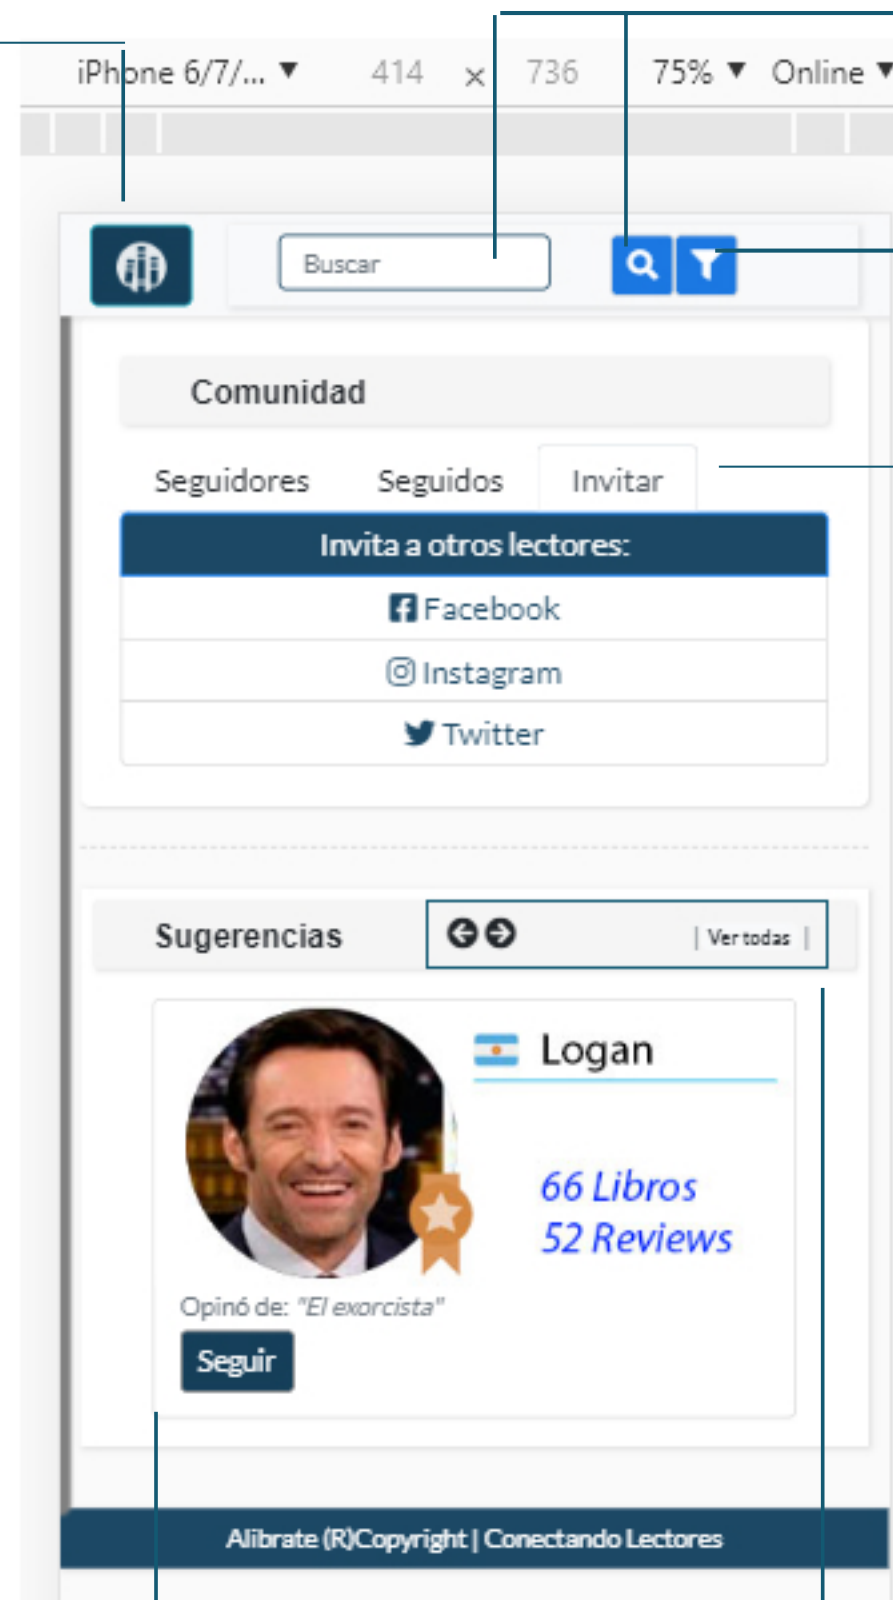 iPhone 6/7/... ▼ 414 × 736 75% ▼ Online ▼
Buscar
Comunidad
Seguidores Seguidos Invitar
Invita a otros lectores:
Facebook
Instagram
Twitter
Sugerencias | Ver todas |
Logan
66 Libros
52 Reviews
Opinó de: "El exorcista"
Seguir
Alibrate (R)Copyright | Conectando Lectores